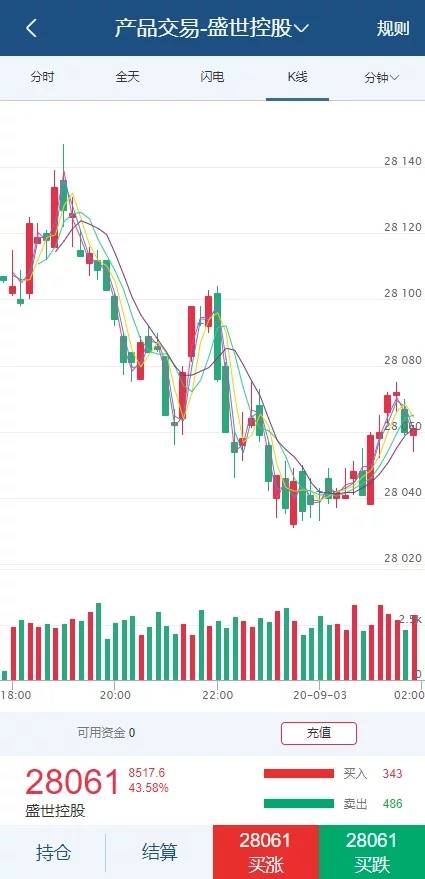 产品交易-盛世控股
规则
分时 全天 闪电 K线 分钟
28 140
28 120
28 100
28 080
28 060
28 040
28 020
2.5k
0
18:00 20:00 22:00 20-09-03 02:00
可用资金 0 充值
28061 8517.6 买入 343
43.58%
盛世控股 卖出 486
持仓 结算 28061 28061
买涨 买跌